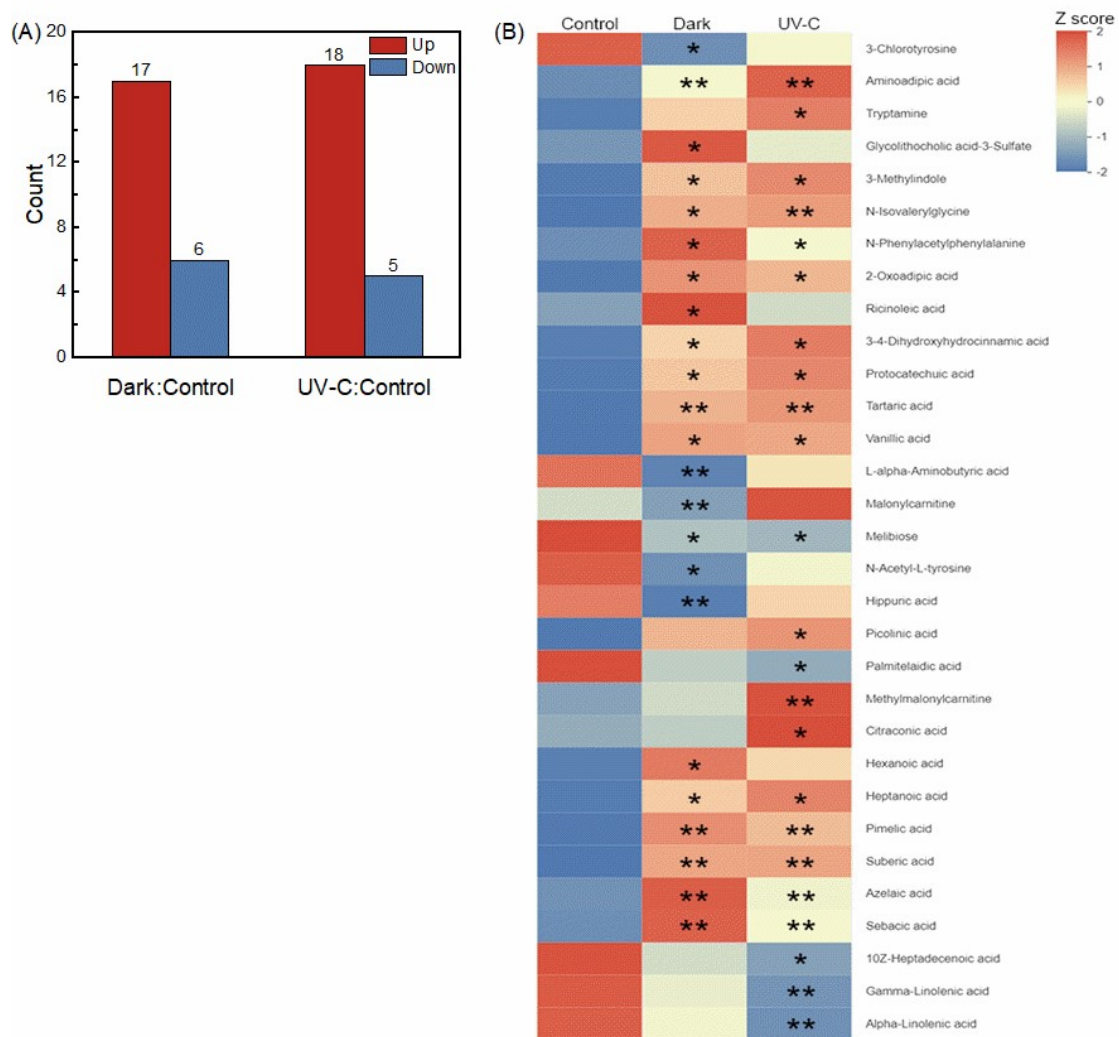 (A)
20
16
12
8
4
0
Count
Up
Down
17
6
18
5
Dark:Control
UV-C:Control
(B)
Control Dark UV-C
Z score
2
1
0
-1
-2
* 3-Chlorotyrosine
** ** Aminoadipic acid
* Tryptamine
* Glycolithocholic acid-3-Sulfate
* * 3-Methylindole
* ** N-Isovalerylglycine
* * N-Phenylacetylphenylalanine
* * 2-Oxoadipic acid
* Ricinoleic acid
* * 3-4-Dihydroxyhydrocinnamic acid
* * Protocatechuic acid
** ** Tartaric acid
* * Vanillic acid
** L-alpha-Aminobutyric acid
** Malonylcarnitine
* * Melibiose
* N-Acetyl-L-tyrosine
** Hippuric acid
* Picolinic acid
* Palmitelaidic acid
** Methylmalonylcarnitine
* Citraconic acid
* Hexanoic acid
* * Heptanoic acid
** ** Pimelic acid
** ** Suberic acid
** ** Azelaic acid
** ** Sebacic acid
* 10Z-Heptadecenoic acid
** Gamma-Linolenic acid
** Alpha-Linolenic acid